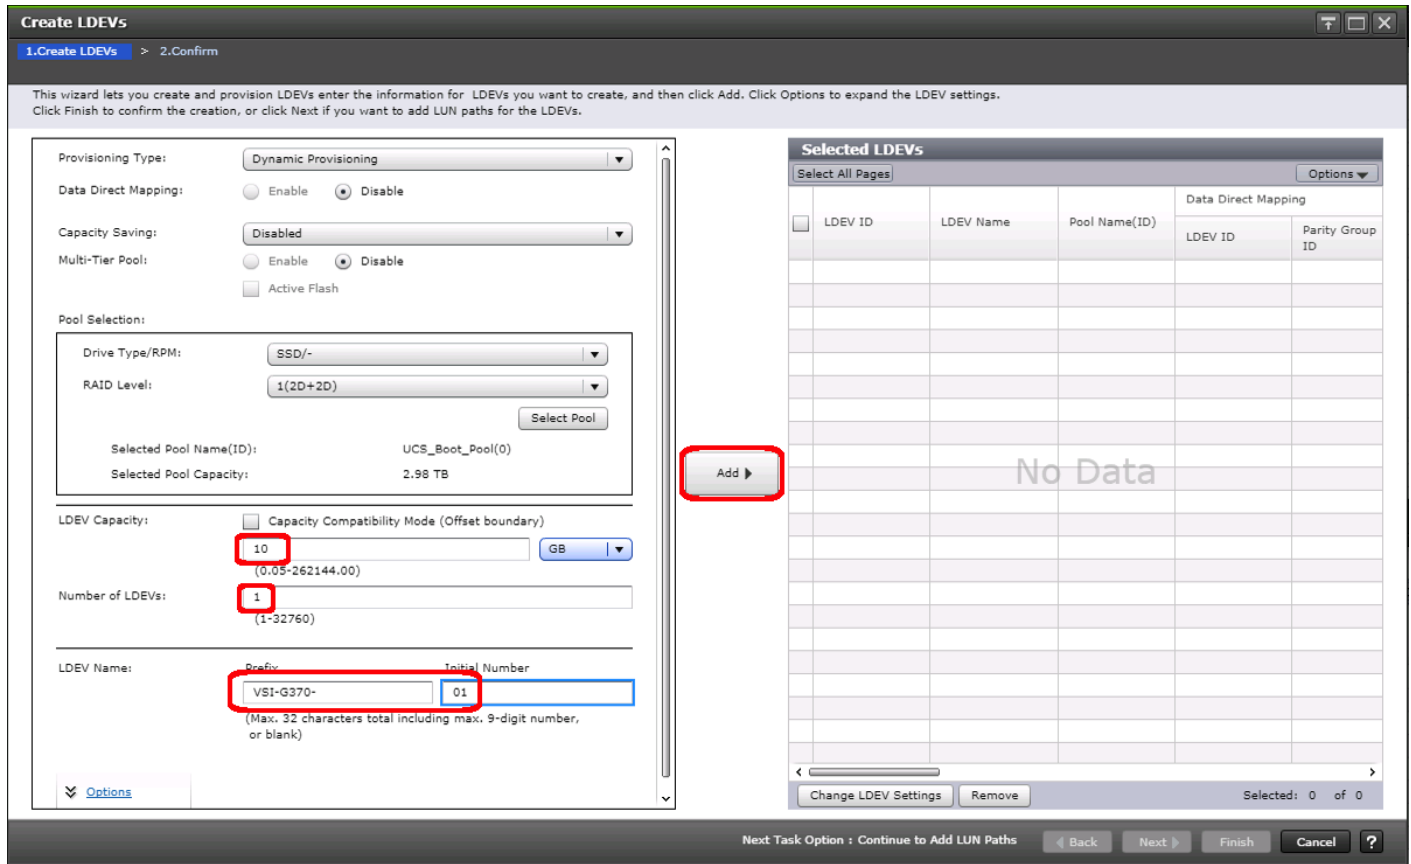 Create LDEVs
1.Create LDEVs > 2.Confirm
This wizard lets you create and provision LDEVs enter the information for LDEVs you want to create, and then click Add. Click Options to expand the LDEV settings.
Click Finish to confirm the creation, or click Next if you want to add LUN paths for the LDEVs.
Provisioning Type: Dynamic Provisioning
Data Direct Mapping: Enable Disable
Capacity Saving: Disabled
Multi-Tier Pool: Enable Disable
Active Flash
Pool Selection:
Drive Type/RPM: SSD/-
RAID Level: 1(2D+2D)
Select Pool
Selected Pool Name(ID): UCS_Boot_Pool(0)
Selected Pool Capacity: 2.98 TB
LDEV Capacity: Capacity Compatibility Mode (Offset boundary)
10 GB
(0.05-262144.00)
Number of LDEVs: 1
(1-32760)
LDEV Name: Prefix Initial Number
VSI-G370- 01
(Max. 32 characters total including max. 9-digit number,
or blank)
Options
Add
Selected LDEVs
Select All Pages Options
LDEV ID LDEV Name Pool Name(ID) Data Direct Mapping
LDEV ID Parity Group
ID
No Data
Change LDEV Settings Remove Selected: 0 of 0
Next Task Option : Continue to Add LUN Paths Back Next Finish Cancel ?